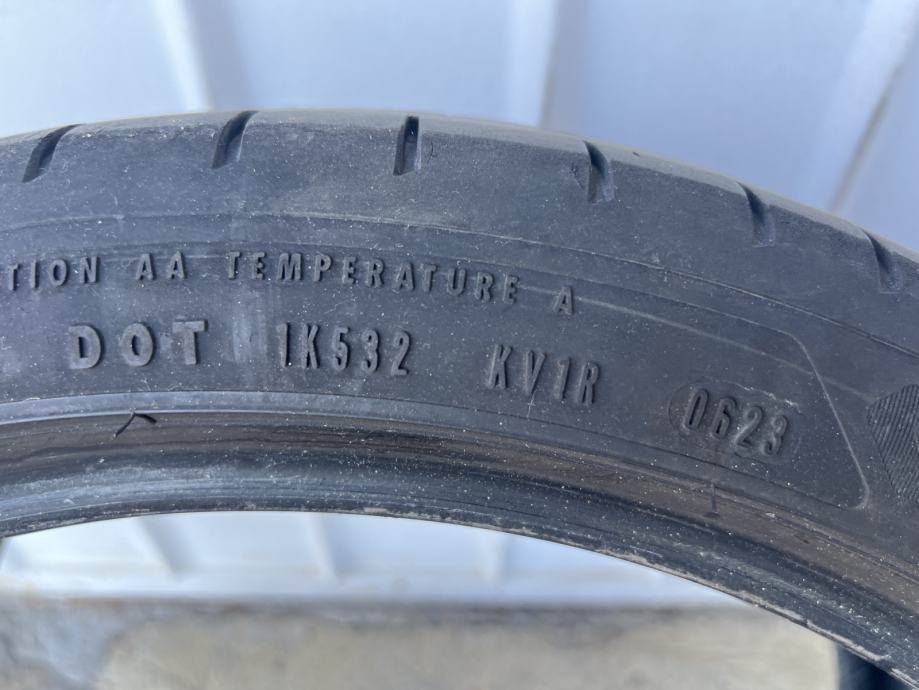 TION AA TEMPERATURE A
DOT 1K532 KV1R 0623